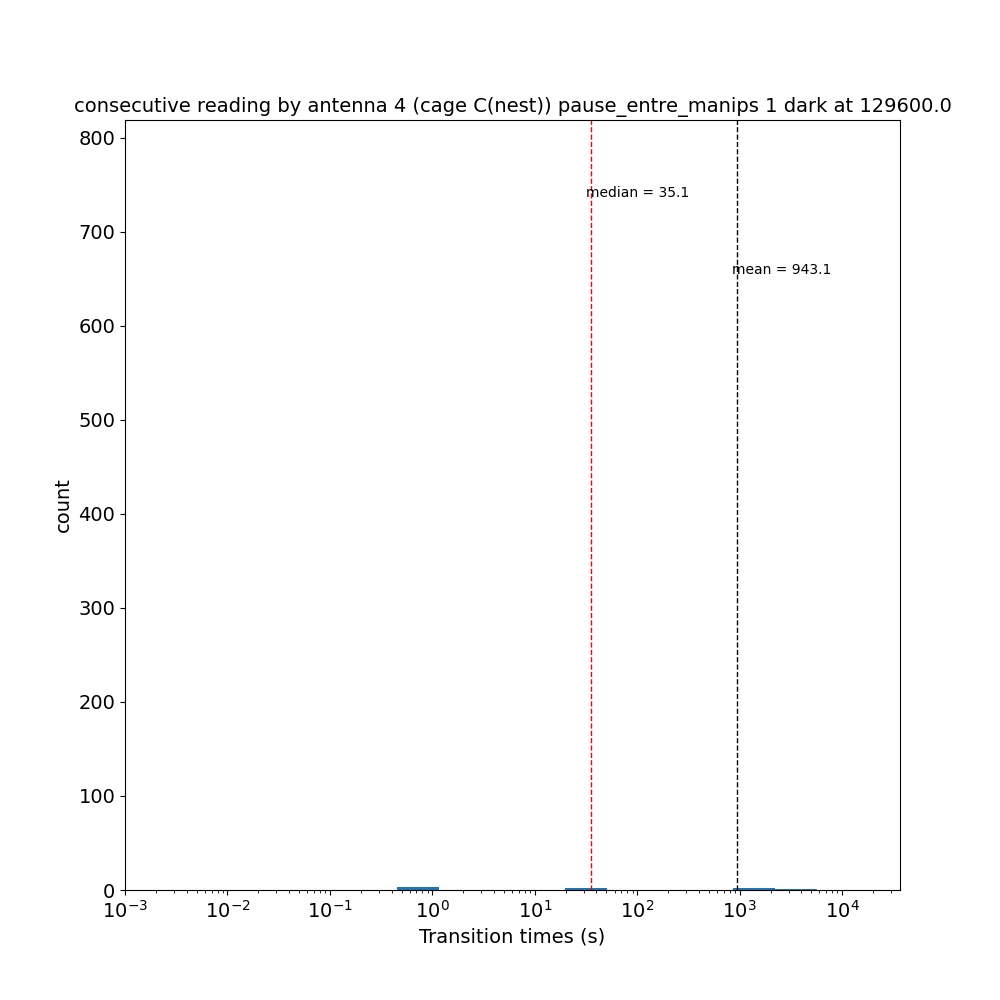 consecutive reading by antenna 4 (cage C(nest)) pause_entre_manips 1 dark at 129600.0
800
median = 35.1
700
mean = 943.1
600
500
count
400
300
200
100
0
10⁻³ 10⁻² 10⁻¹ 10⁰ 10¹ 10² 10³ 10⁴
Transition times (s)